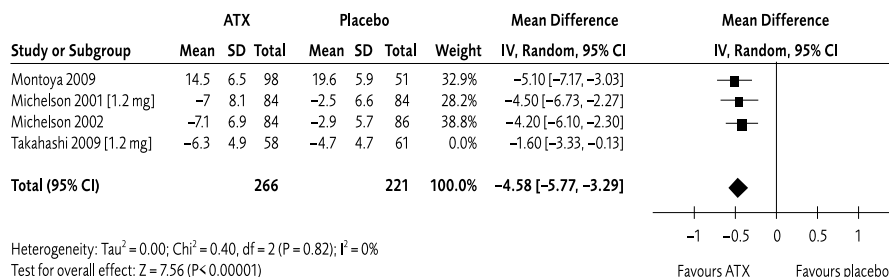 ATX Placebo Mean Difference Mean Difference
Study or Subgroup Mean SD Total Mean SD Total Weight IV, Random, 95% CI IV, Random, 95% CI
Montoya 2009 14.5 6.5 98 19.6 5.9 51 32.9% −5.10 [−7.17, −3.03]
Michelson 2001 [1.2 mg] −7 8.1 84 −2.5 6.6 84 28.2% −4.50 [−6.73, −2.27]
Michelson 2002 −7.1 6.9 84 −2.9 5.7 86 38.8% −4.20 [−6.10, −2.30]
Takahashi 2009 [1.2 mg] −6.3 4.9 58 −4.7 4.7 61 0.0% −1.60 [−3.33, −0.13]
Total (95% CI) 266 221 100.0% −4.58 [−5.77, −3.29]
−1 −0.5 0 0.5 1
Heterogeneity: Tau² = 0.00; Chi² = 0.40, df = 2 (P = 0.82); I² = 0%
Test for overall effect: Z = 7.56 (P< 0.00001)
Favours ATX Favours placebo